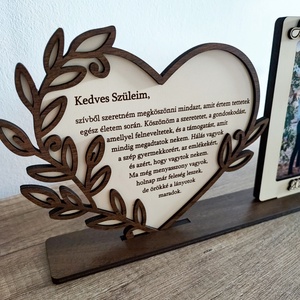 Kedves Szüleim,
szívből szeretném megköszönni mindazt, amit értem tettetek
egész életem során. Köszönöm a szeretetet, a gondoskodást,
amellyel felneveltetek, és a támogatást, amit
mindig megadtatok nekem. Hálás vagyok
a szép gyermekkorért, az emlékekért,
és azért, hogy vagytok nekem.
Ma még menyasszony vagyok,
holnap már feleség leszek,
de örökké a lányotok
maradok.